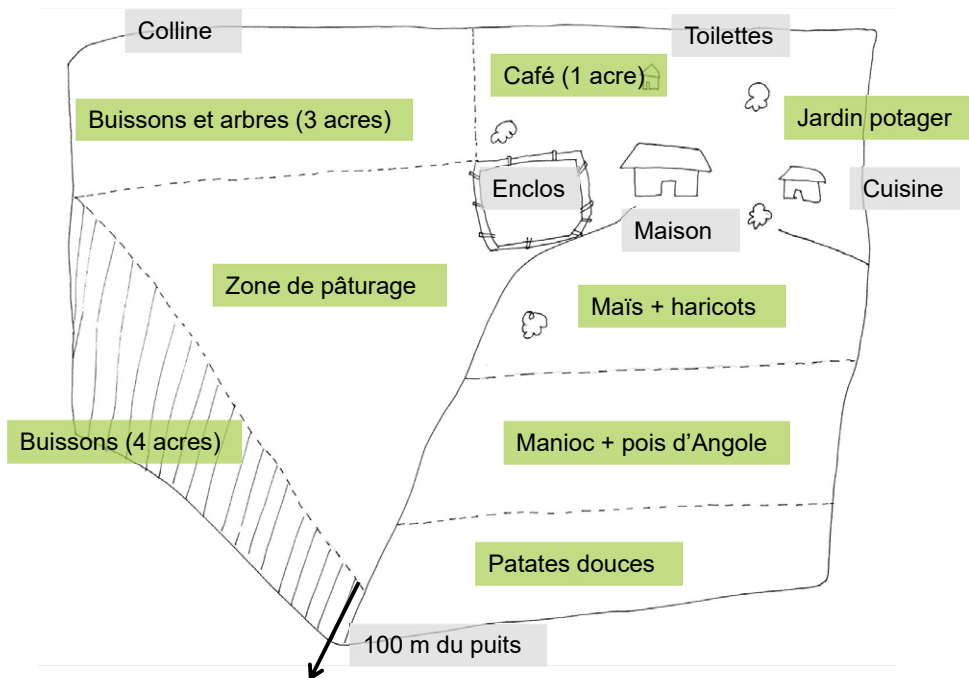 Colline
Toilettes
Café (1 acre)
Buissons et arbres (3 acres)
Jardin potager
Enclos
Cuisine
Maison
Zone de pâturage
Maïs + haricots
Buissons (4 acres)
Manioc + pois d’Angole
Patates douces
100 m du puits